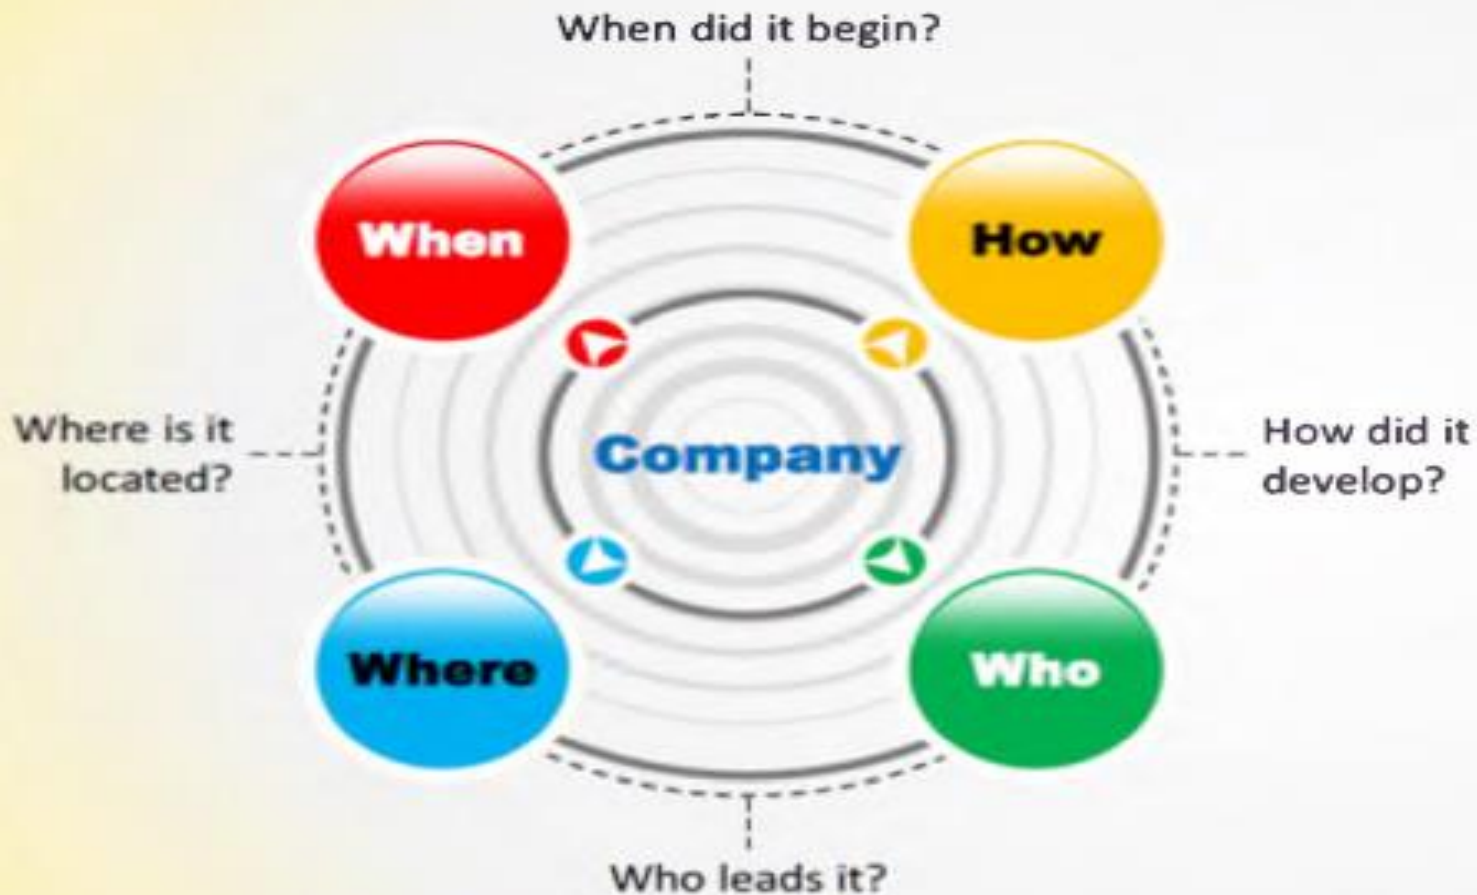 When did it begin?
When
How
Where is it
located?
Company
How did it
develop?
Where
Who
Who leads it?